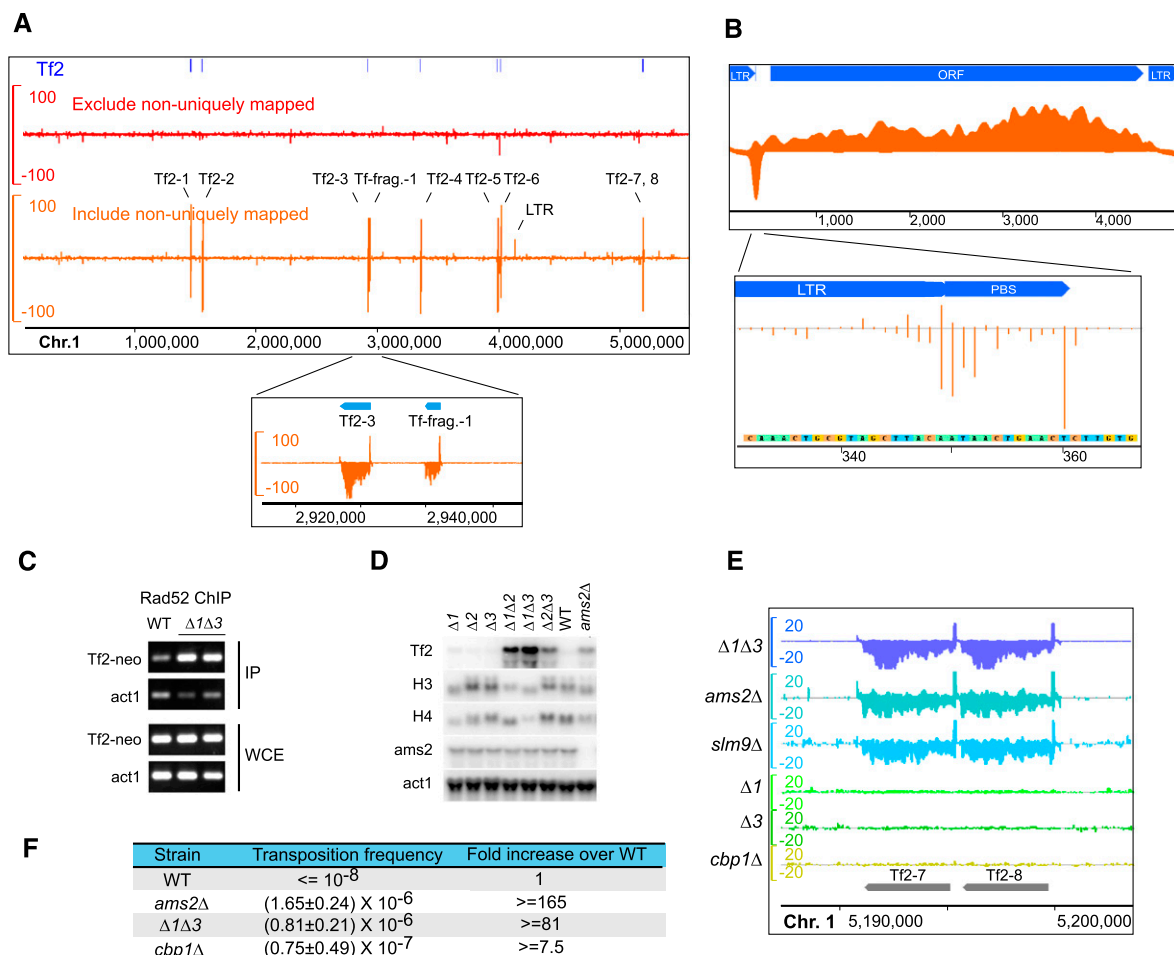 A
Tf2
100
Exclude non-uniquely mapped
-100
Tf2-1 Tf2-2 Tf2-3 Tf-frag.-1 Tf2-4 Tf2-5 Tf2-6 Tf2-7, 8
100
Include non-uniquely mapped
LTR
-100
Chr.1 1,000,000 2,000,000 3,000,000 4,000,000 5,000,000
Tf2-3 Tf-frag.-1
100
-100
2,920,000 2,940,000
B
LTR ORF LTR
1,000 2,000 3,000 4,000
LTR PBS
CAAACTGCGTAGCTTACAATAACTGAACTCTTGTG
340 360
C
Rad52 ChIP
WT Δ1Δ3
Tf2-neo
act1
IP
Tf2-neo
act1
WCE
D
Δ1 Δ2 Δ3 Δ1Δ2 Δ1Δ3 Δ2Δ3 WT ams2Δ
Tf2
H3
H4
ams2
act1
E
Δ1Δ3 20
-20
ams2Δ 20
-20
slm9Δ 20
-20
Δ1 20
-20
Δ3 20
-20
cbp1Δ 20
-20
Tf2-7 Tf2-8
Chr. 1 5,190,000 5,200,000
F
Strain Transposition frequency Fold increase over WT
WT <= 10-8 1
ams2Δ (1.65±0.24) X 10-6 >=165
Δ1Δ3 (0.81±0.21) X 10-6 >=81
cbp1Δ (0.75±0.49) X 10-7 >=7.5